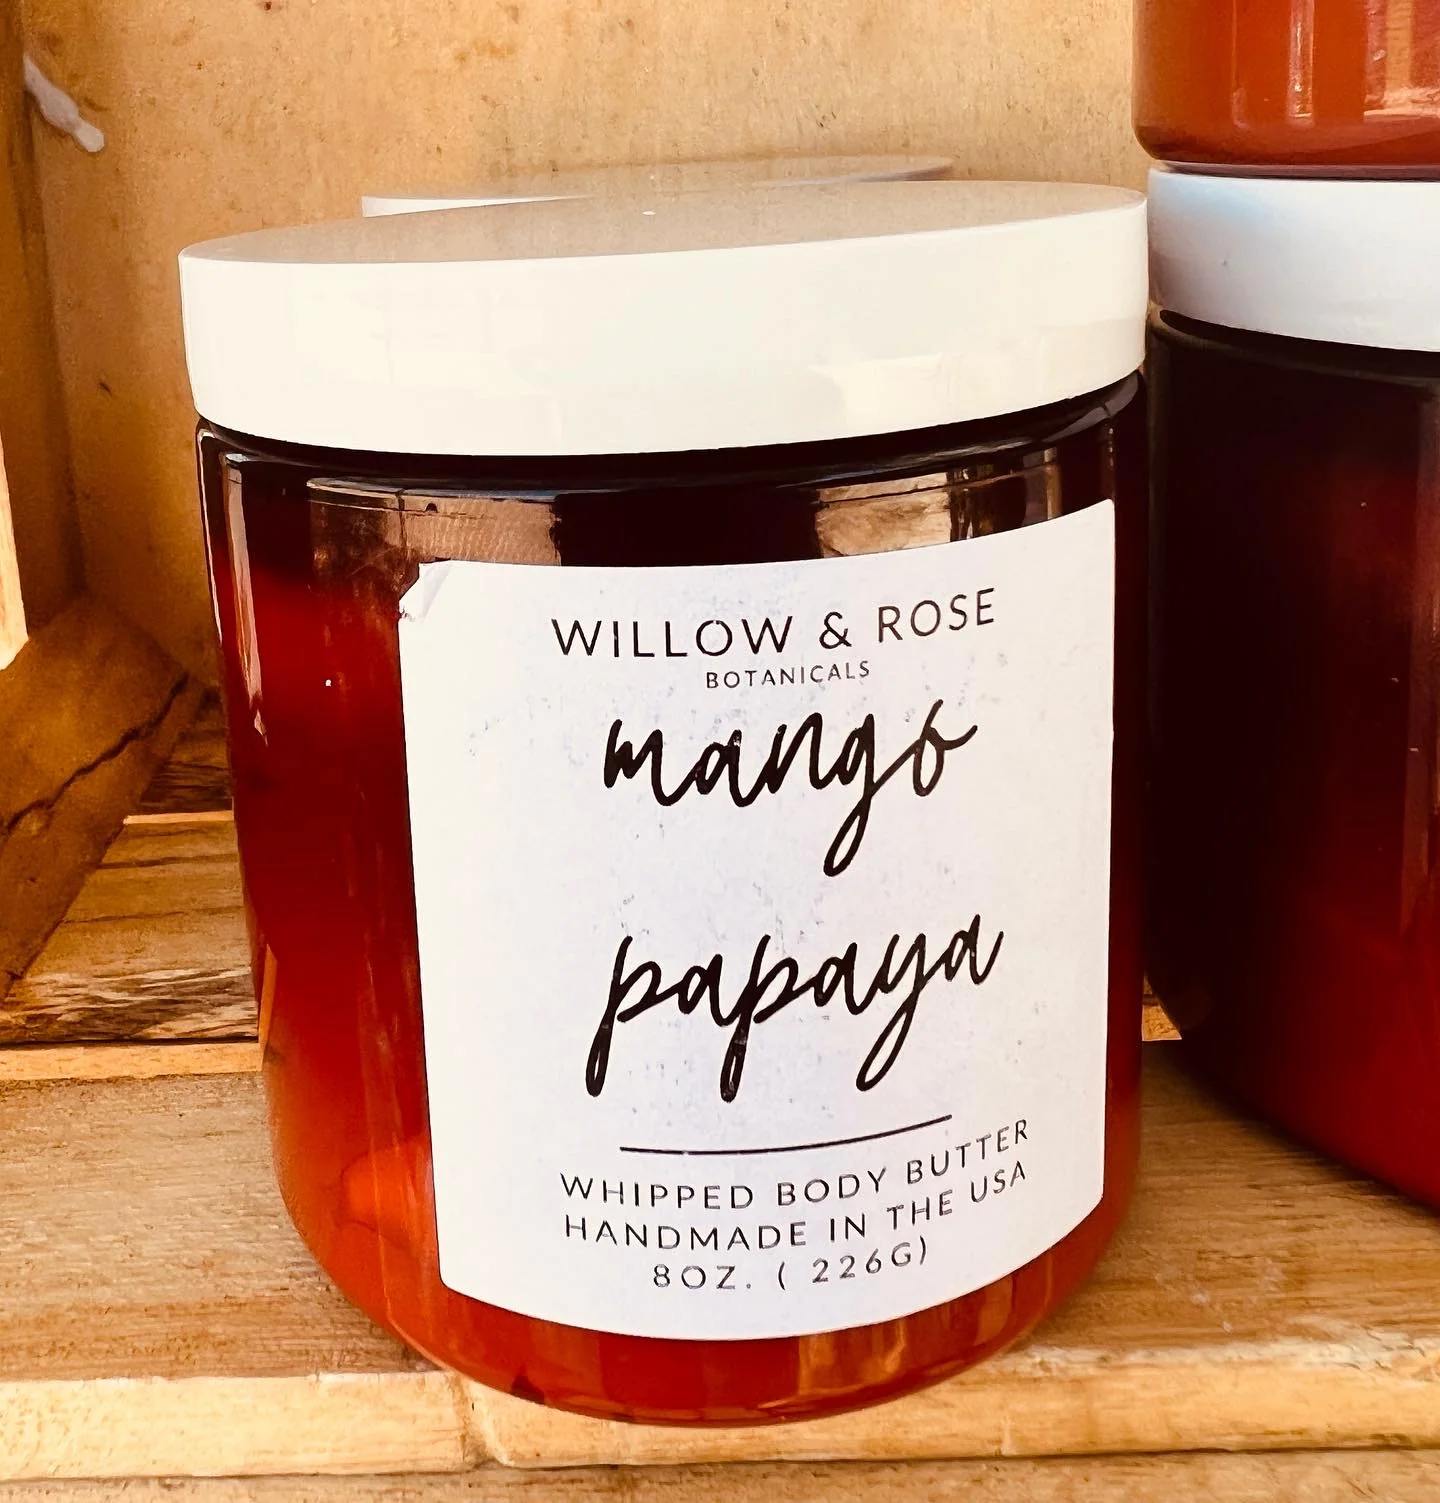 WILLOW & ROSE
BOTANICALS
mango
papaya
WHIPPED BODY BUTTER
HANDMADE IN THE USA
8OZ. ( 226G)